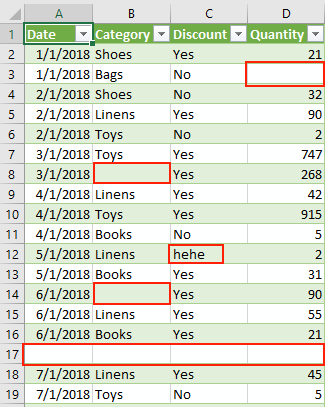 A B C D
1 Date Category Discount Quantity
2 1/1/2018 Shoes Yes 21
3 1/1/2018 Bags No
4 2/1/2018 Shoes No 32
5 2/1/2018 Linens Yes 90
6 2/1/2018 Toys No 2
7 3/1/2018 Toys Yes 747
8 3/1/2018 Yes 268
9 4/1/2018 Linens Yes 42
10 4/1/2018 Toys Yes 915
11 4/1/2018 Books No 5
12 5/1/2018 Linens hehe 2
13 5/1/2018 Books Yes 31
14 6/1/2018 Yes 90
15 6/1/2018 Linens Yes 55
16 6/1/2018 Books Yes 21
17
18 7/1/2018 Linens Yes 45
19 7/1/2018 Toys No 5